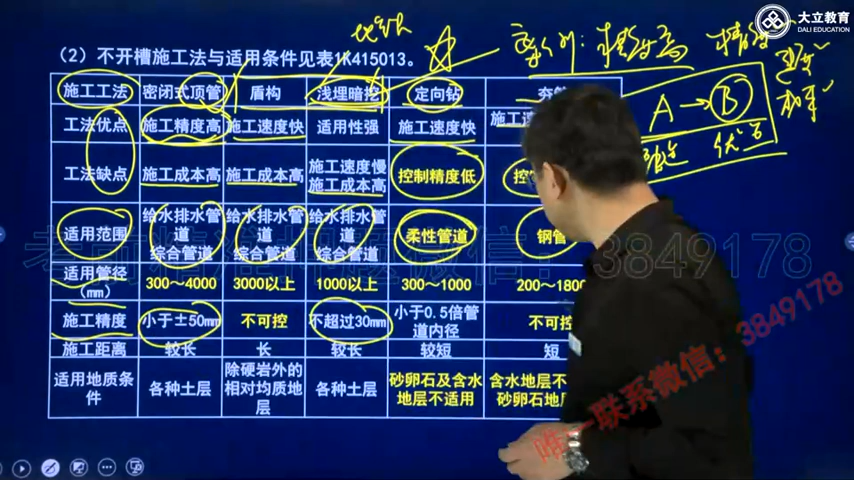 大立教育
DALI EDUCATION
（2）不开槽施工法与适用条件见表1K415013。
施工工法 密闭式顶管 盾构 浅埋暗挖 定向钻 夯管
工法优点 施工精度高 施工速度快 适用性强 施工速度快
工法缺点 施工成本高 施工成本高 施工速度慢 施工成本高 控制精度低
适用范围 给水排水管道 综合管道 给水排水管道 综合管道 给水排水管道 综合管道 柔性管道 钢管
适用管径（mm） 300～4000 3000以上 1000以上 300～1000 200～1800
施工精度 小于±50mm 不可控 不超过30mm 小于0.5倍管道内径 不可控
施工距离 较长 长 较长 较短 短
适用地质条件 各种土层 除硬岩外的相对均质地层 各种土层 砂卵石及含水地层不适用 含水地层不 砂卵石地
精度高
A → B
优点
3849178
唯一联系微信：3849178